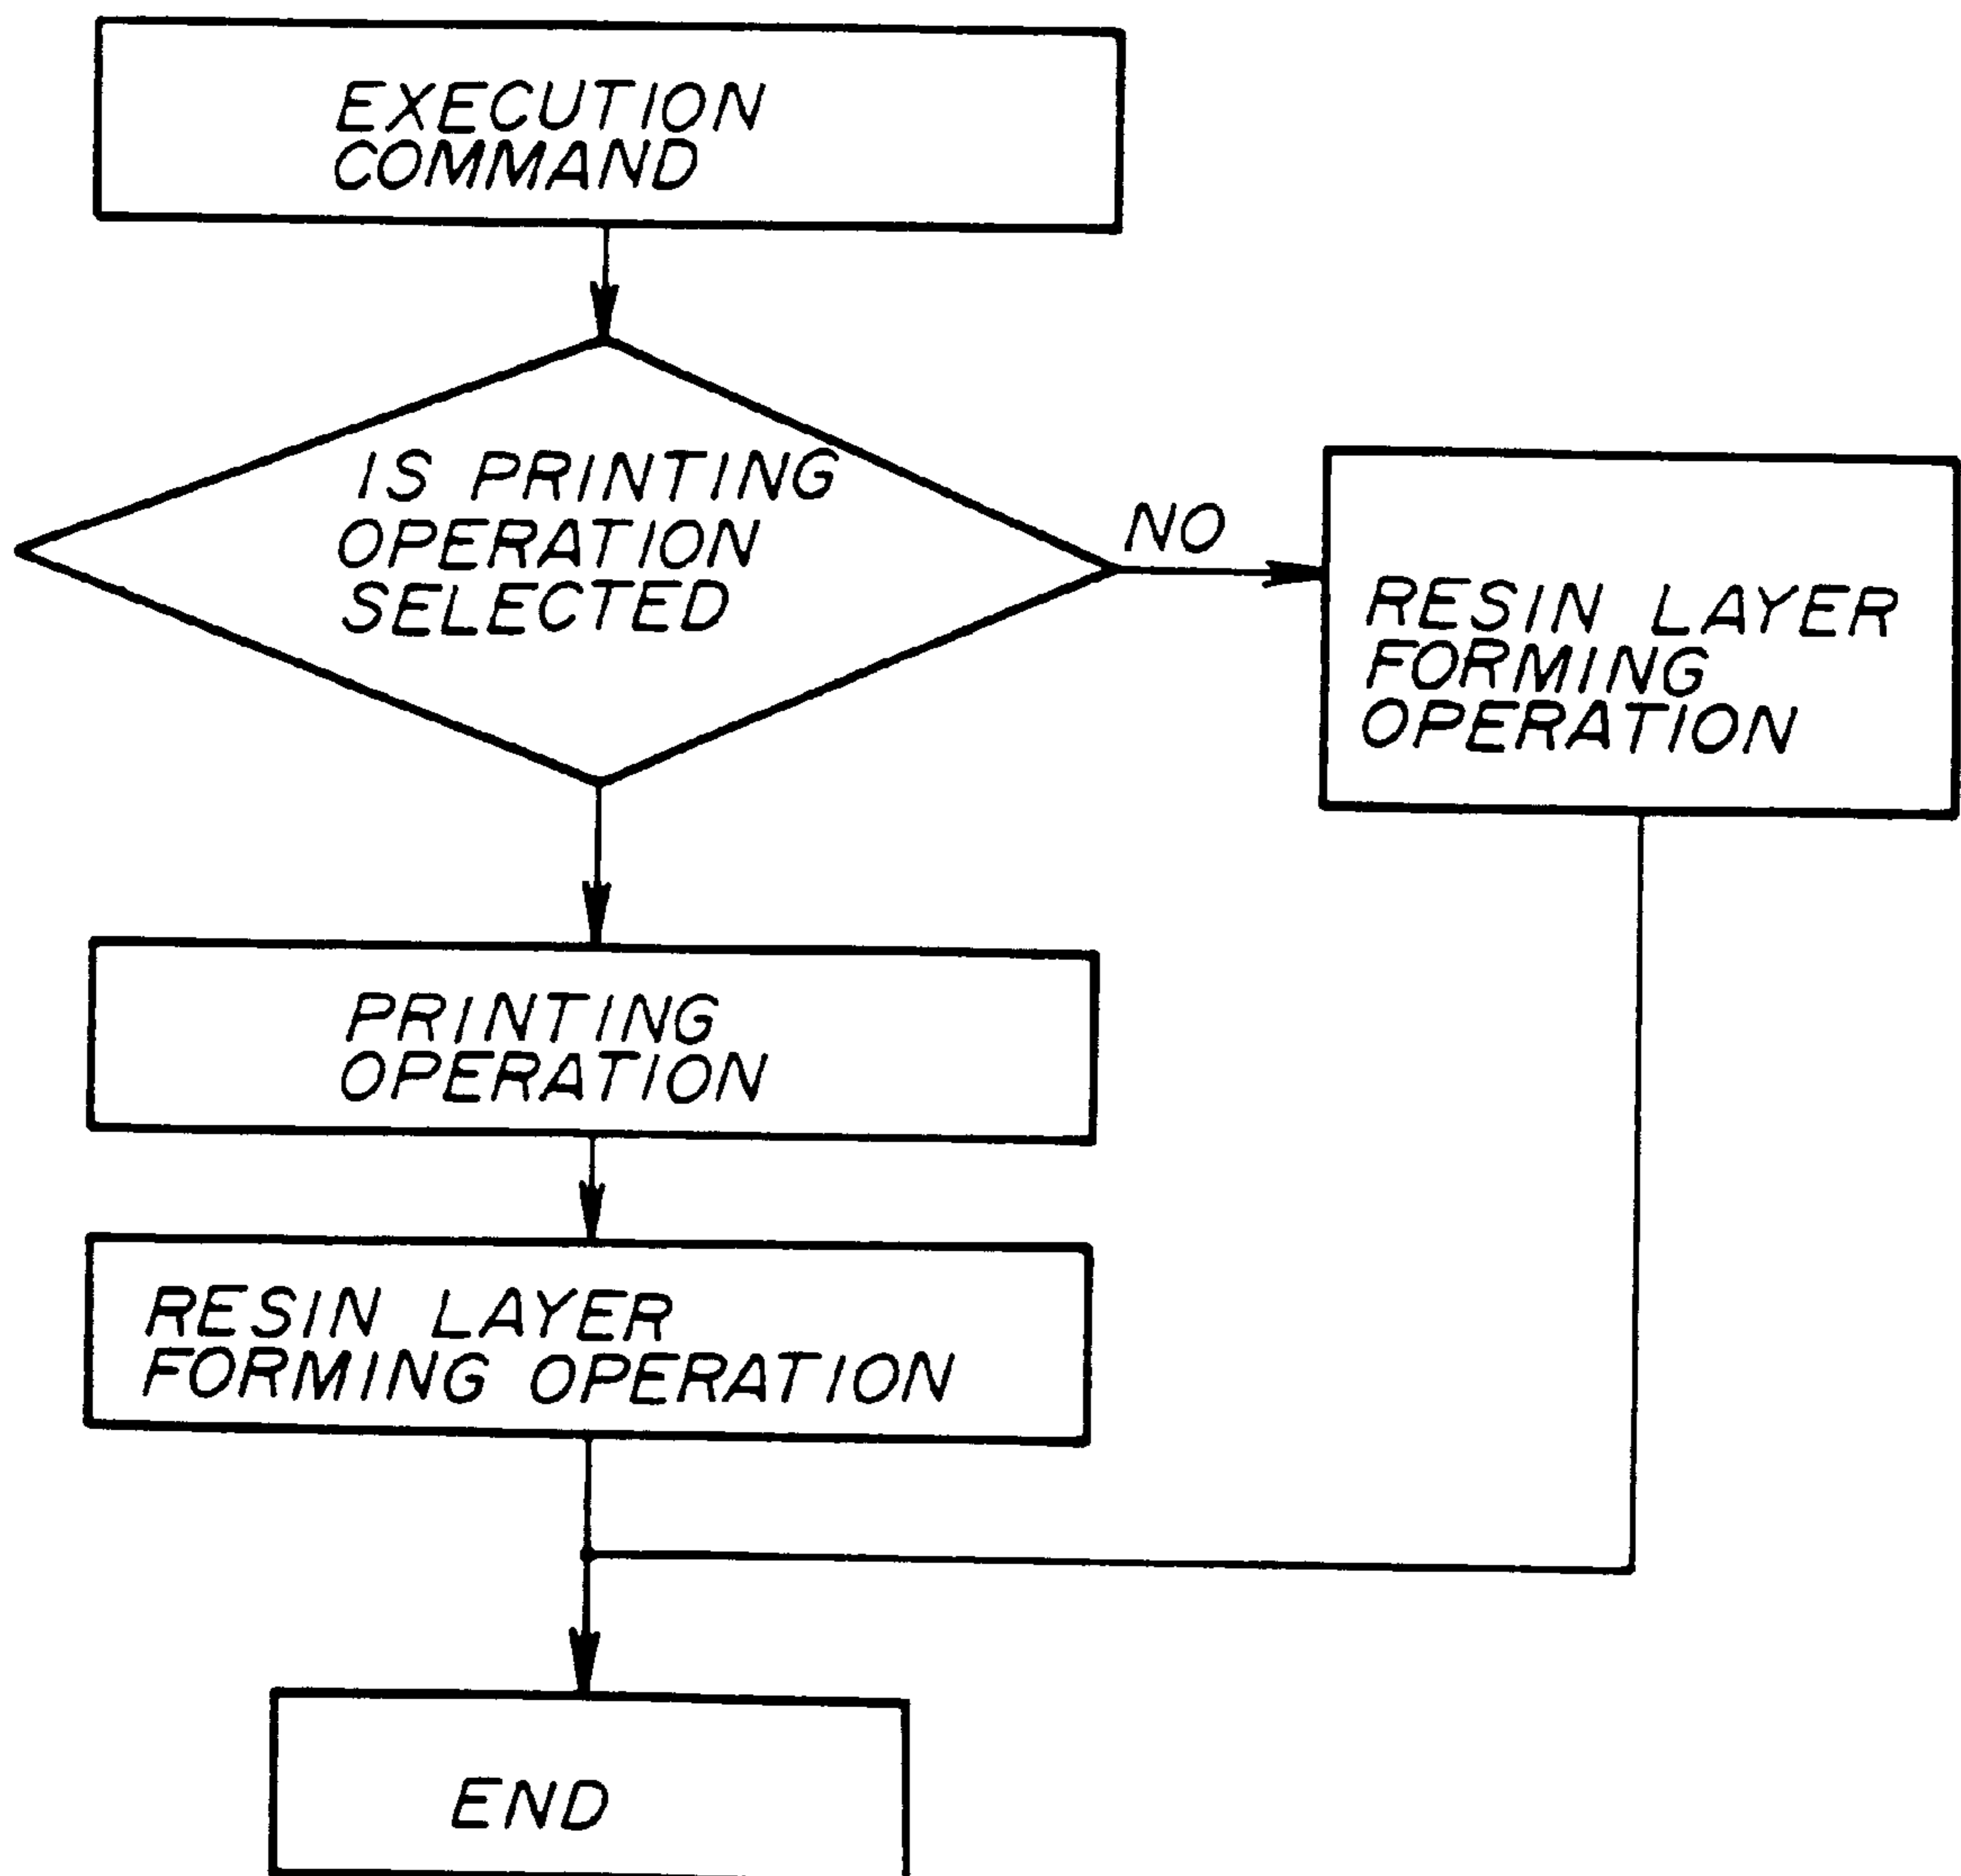 EXECUTION
COMMAND
IS PRINTING
OPERATION
SELECTED
NO
RESIN LAYER
FORMING
OPERATION
PRINTING
OPERATION
RESIN LAYER
FORMING OPERATION
END